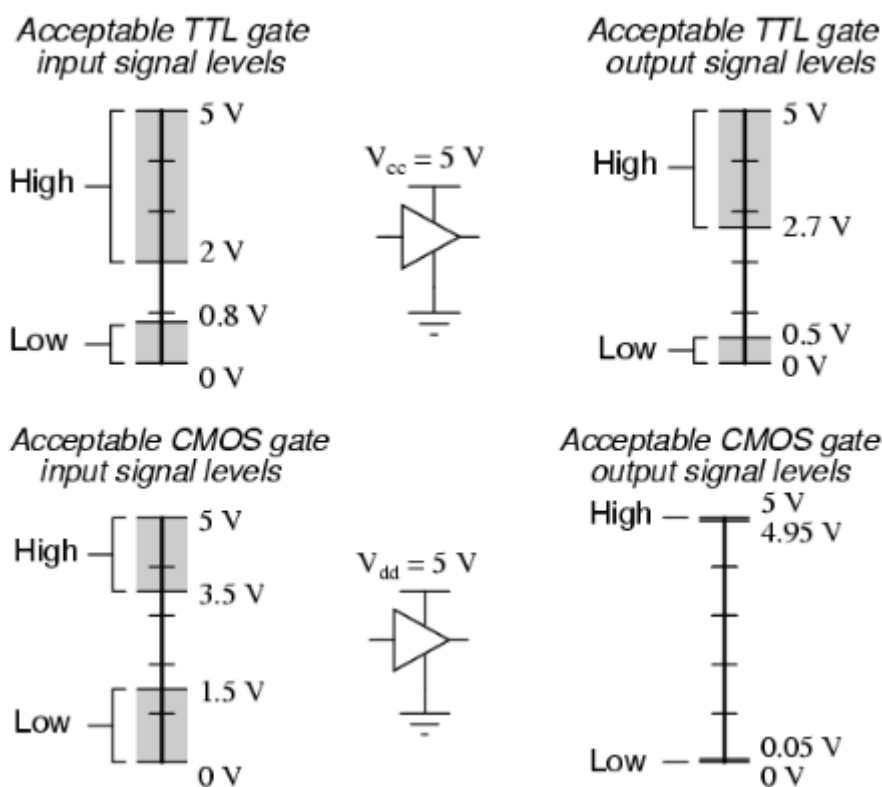 Acceptable TTL gate
input signal levels
5 V
High
2 V
0.8 V
Low
0 V
Vcc = 5 V
Acceptable TTL gate
output signal levels
5 V
High
2.7 V
0.5 V
Low
0 V
Acceptable CMOS gate
input signal levels
5 V
High
3.5 V
1.5 V
Low
0 V
Vdd = 5 V
Acceptable CMOS gate
output signal levels
5 V
High
4.95 V
0.05 V
Low
0 V